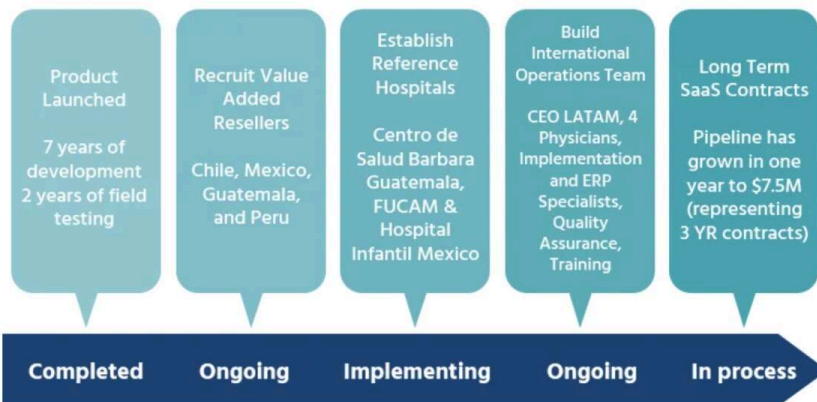 Product
Launched
7 years of
development
2 years of field
testing
Recruit Value
Added
Resellers
Chile, Mexico,
Guatemala,
and Peru
Establish
Reference
Hospitals
Centro de
Salud Barbara
Guatemala,
FUCAM &
Hospital
Infantil Mexico
Build
International
Operations Team
CEO LATAM, 4
Physicians,
Implementation
and ERP
Specialists,
Quality
Assurance,
Training
Long Term
SaaS Contracts
Pipeline has
grown in one
year to $7.5M
(representing
3 YR contracts)
Completed
Ongoing
Implementing
Ongoing
In process